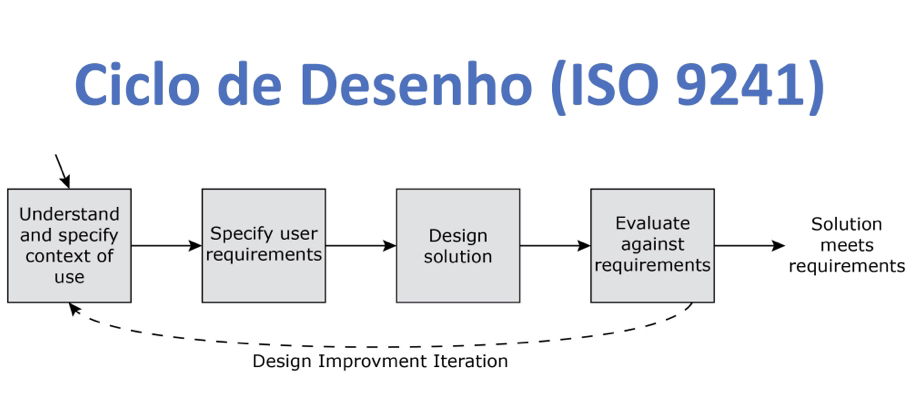 Ciclo de Desenho (ISO 9241)
Understand
and specify
context of
use
Specify user
requirements
Design
solution
Evaluate
against
requirements
Solution
meets
requirements
Design Improvment Iteration